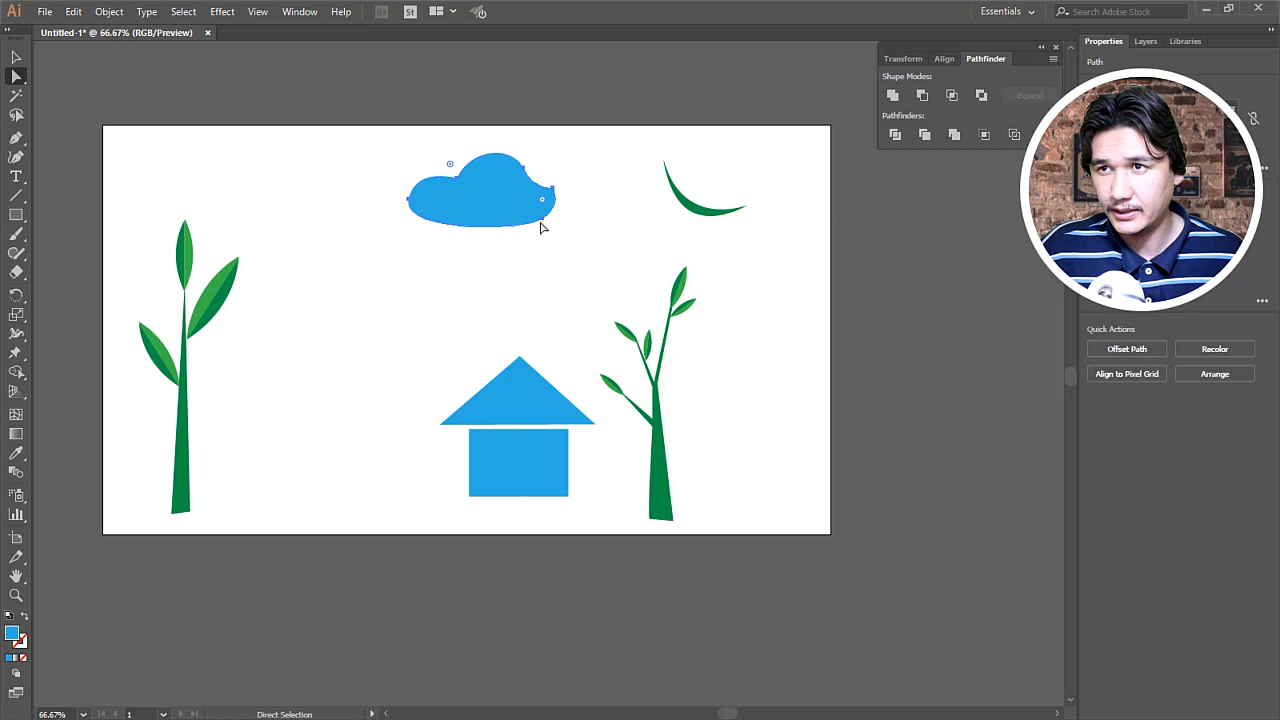 Ai File Edit Object Type Select Effect View Window Help Br St Essentials Search Adobe Stock
Untitled-1* @ 66.67% (RGB/Preview)
Properties Layers Libraries
Transform Align Pathfinder
Path
Shape Modes:
Expand
Pathfinders:
Quick Actions
Offset Path Recolor
Align to Pixel Grid Arrange
66.67% 1 Direct Selection